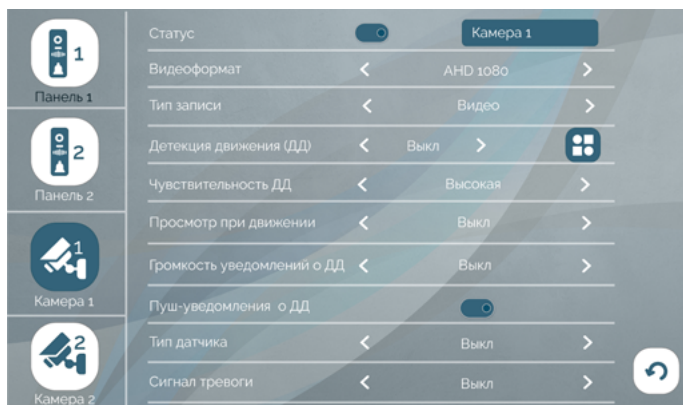 1
1
Панель 1
2
2
Панель 2
1
Камера 1
2
Камера 2
Статус
Камера 1
Видеоформат < AHD 1080 >
Тип записи < Видео >
Детекция движения (ДД) < Выкл >
Чувствительность ДД < Высокая >
Просмотр при движении < Выкл >
Громкость уведомлений о ДД < Выкл >
Пуш-уведомления о ДД
Тип датчика < Выкл >
Сигнал тревоги < Выкл >